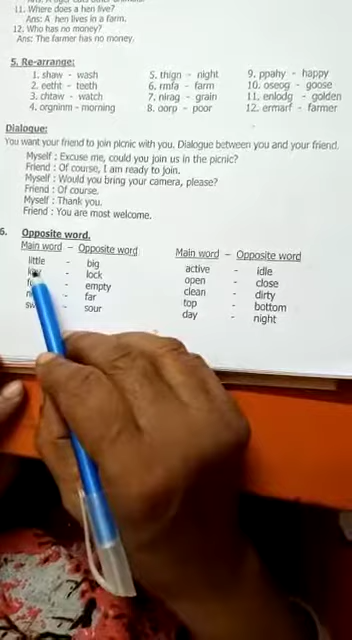 11. Where does a hen live?
Ans: A hen lives in a farm.
12. Who has no money?
Ans: The farmer has no money.
5. Re-arrange:
1. shaw - wash 5. thign - night 9. ppahy - happy
2. eetht - teeth 6. rmfa - farm 10. oseog - goose
3. chtaw - watch 7. nirag - grain 11. enlodg - golden
4. orgninm - morning 8. oorp - poor 12. ermarf - farmer
Dialogue:
You want your friend to join picnic with you. Dialogue between you and your friend.
Myself : Excuse me, could you join us in the picnic?
Friend : Of course, I am ready to join.
Myself : Would you bring your camera, please?
Friend : Of course.
Myself : Thank you.
Friend : You are most welcome.
6. Opposite word.
Main word - Opposite word Main word - Opposite word
little - big active - idle
- lock open - close
- empty clean - dirty
- far top - bottom
- sour day - night